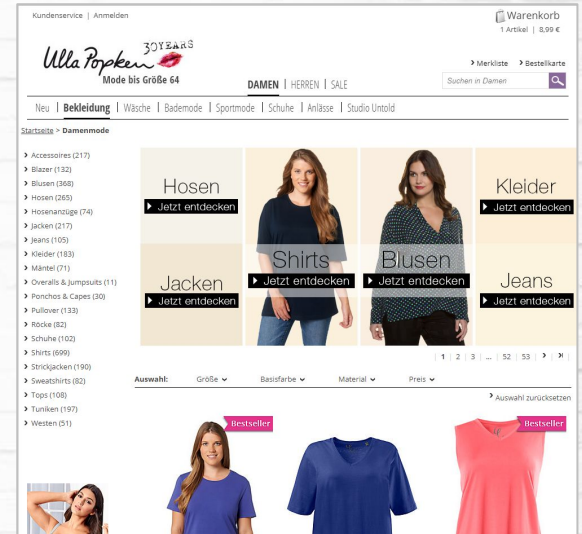 Kundenservice | Anmelden
Warenkorb
1 Artikel | 8,99 €
Ulla Popken 30 YEARS
Mode bis Größe 64
Merkliste Bestellkarte
DAMEN | HERREN | SALE
Suchen in Damen
Neu | Bekleidung | Wäsche | Bademode | Sportmode | Schuhe | Anlässe | Studio Untold
Startseite > Damenmode
Accessoires (217)
Blazer (132)
Blusen (368)
Hosen (265)
Hosenanzüge (74)
Jacken (217)
Jeans (105)
Kleider (183)
Mäntel (71)
Overalls & Jumpsuits (11)
Ponchos & Capes (30)
Pullover (133)
Röcke (82)
Schuhe (102)
Shirts (699)
Strickjacken (190)
Sweatshirts (82)
Tops (108)
Tuniken (197)
Westen (51)
Hosen
Jetzt entdecken
Jacken
Jetzt entdecken
Shirts
Jetzt entdecken
Blusen
Jetzt entdecken
Kleider
Jetzt entdecken
Jeans
Jetzt entdecken
1 | 2 | 3 | ... | 52 | 53
Auswahl: Größe Basisfarbe Material Preis
Auswahl zurücksetzen
Bestseller
Bestseller